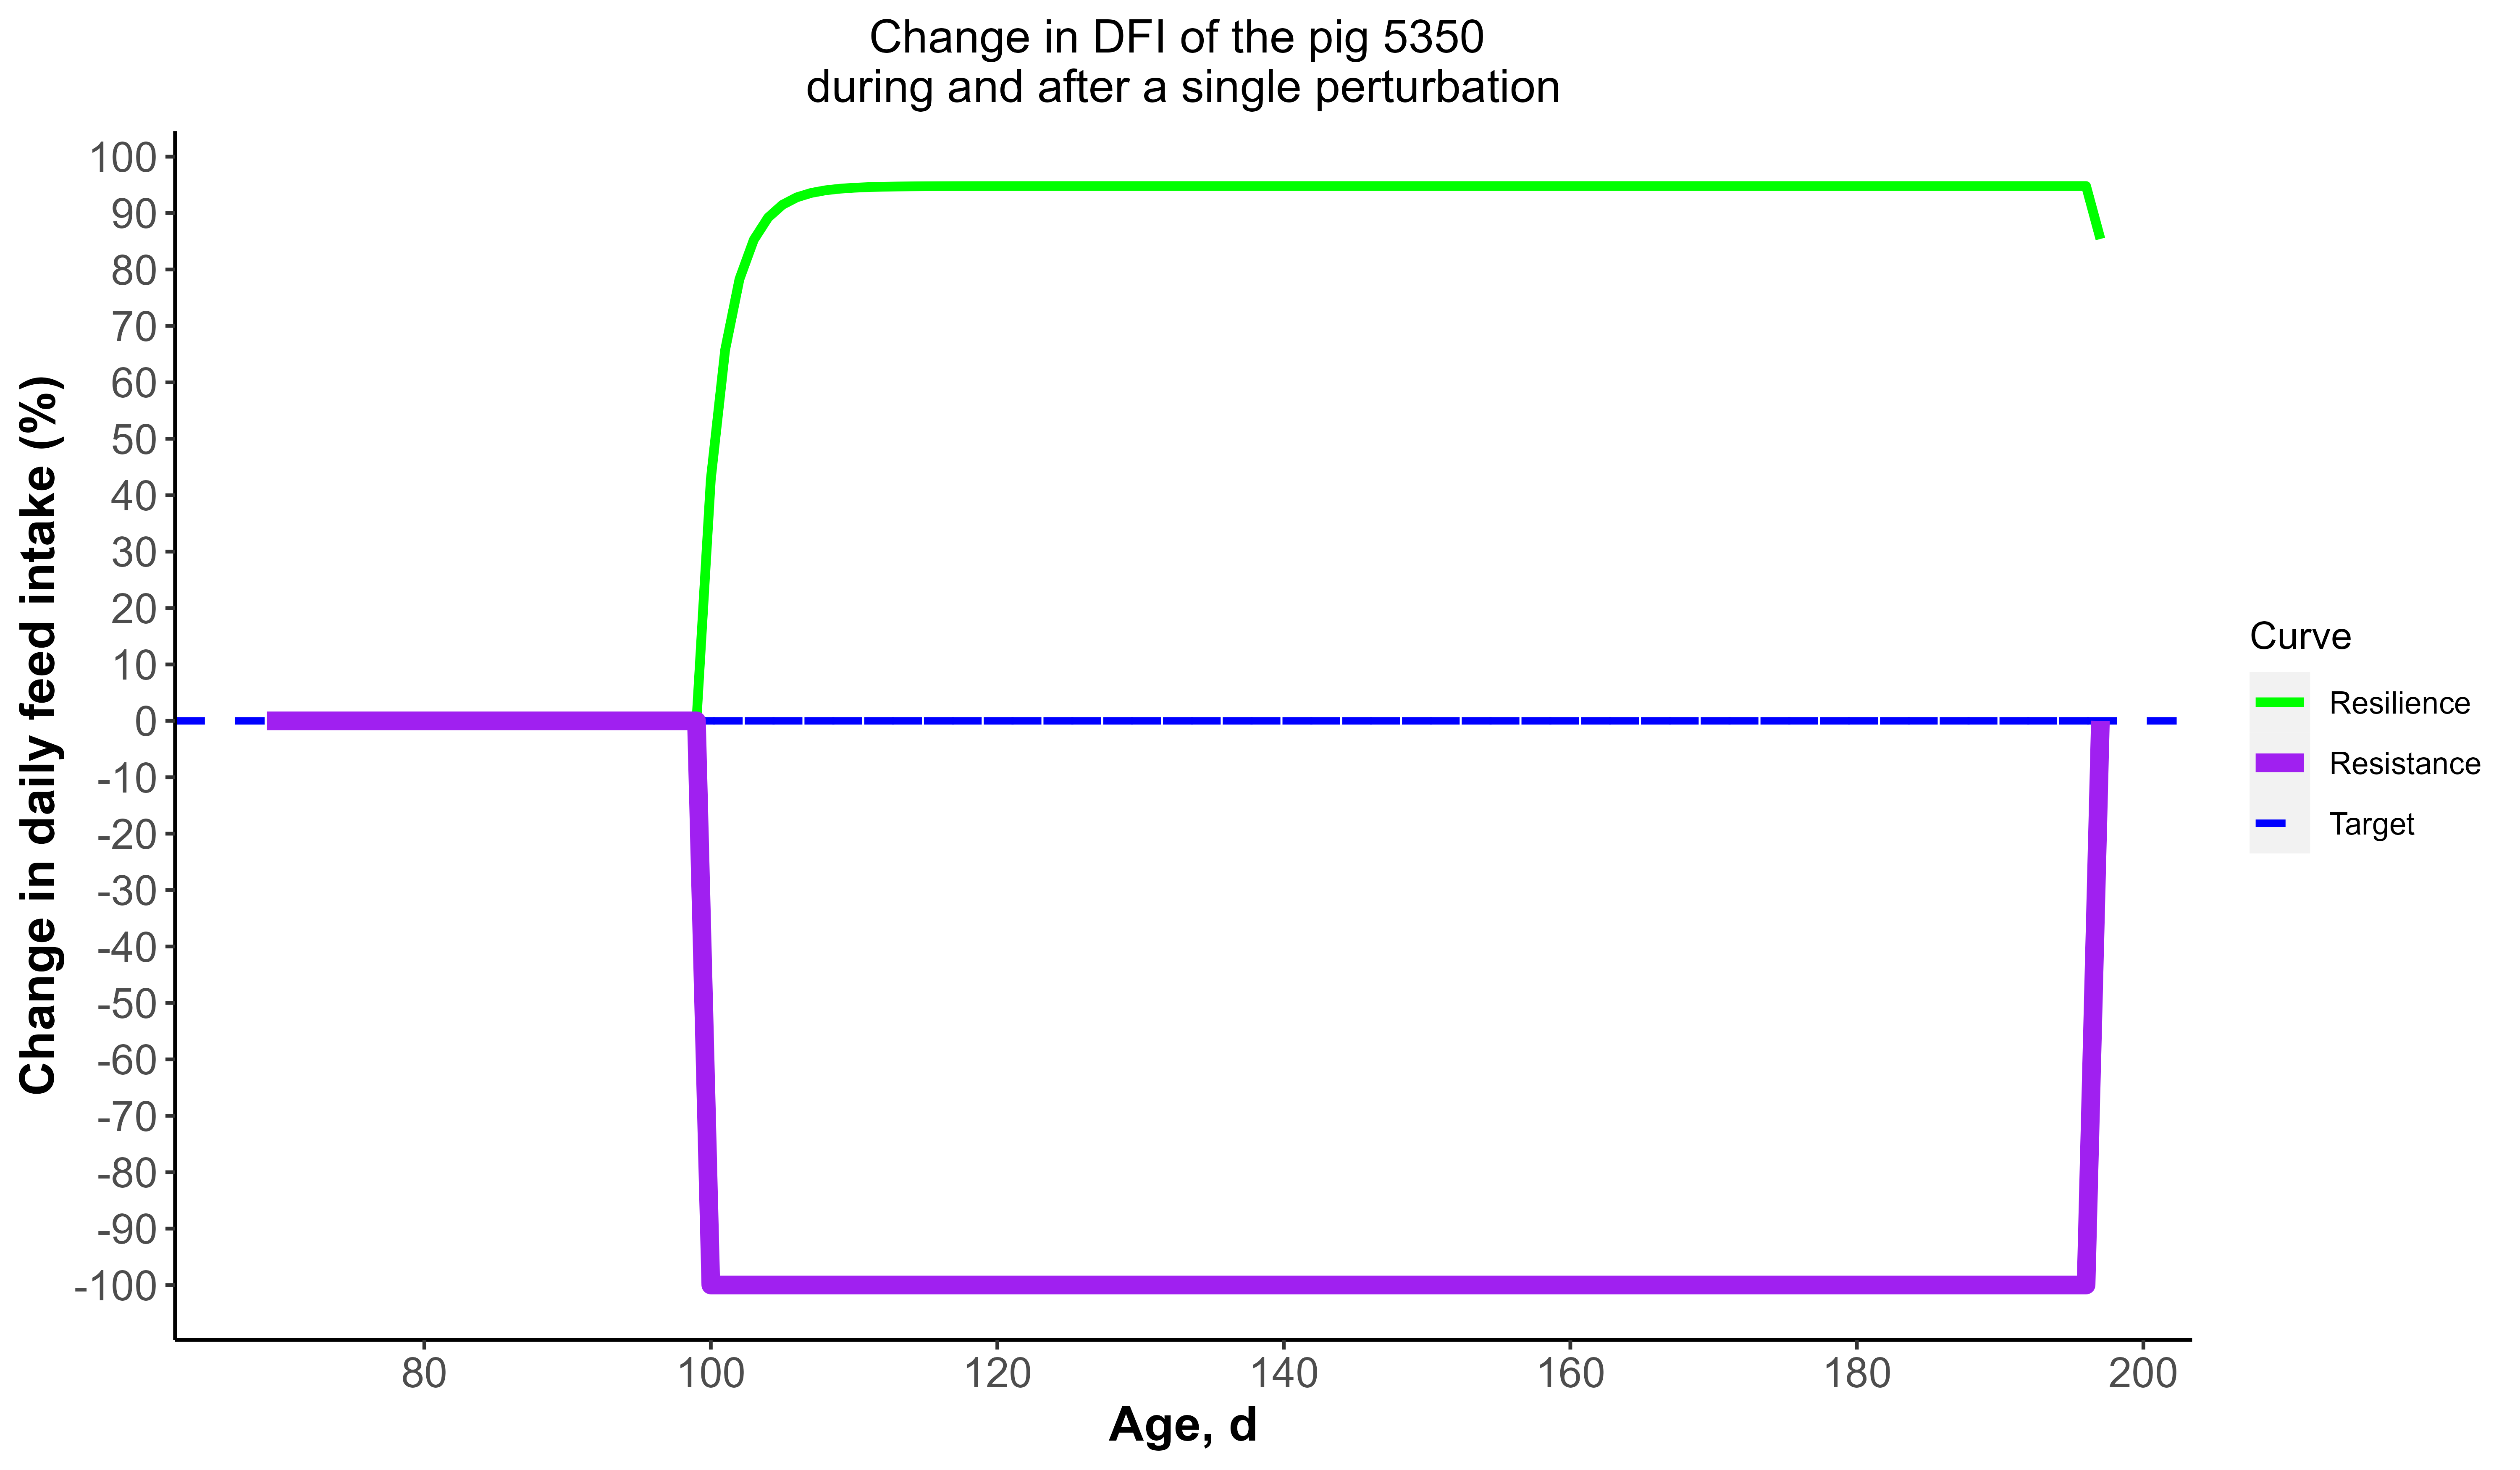 Change in DFI of the pig 5350
during and after a single perturbation
Change in daily feed intake (%)
100
90
80
70
60
50
40
30
20
10
0
-10
-20
-30
-40
-50
-60
-70
-80
-90
-100
80 100 120 140 160 180 200
Age, d
Curve
Resilience
Resistance
Target